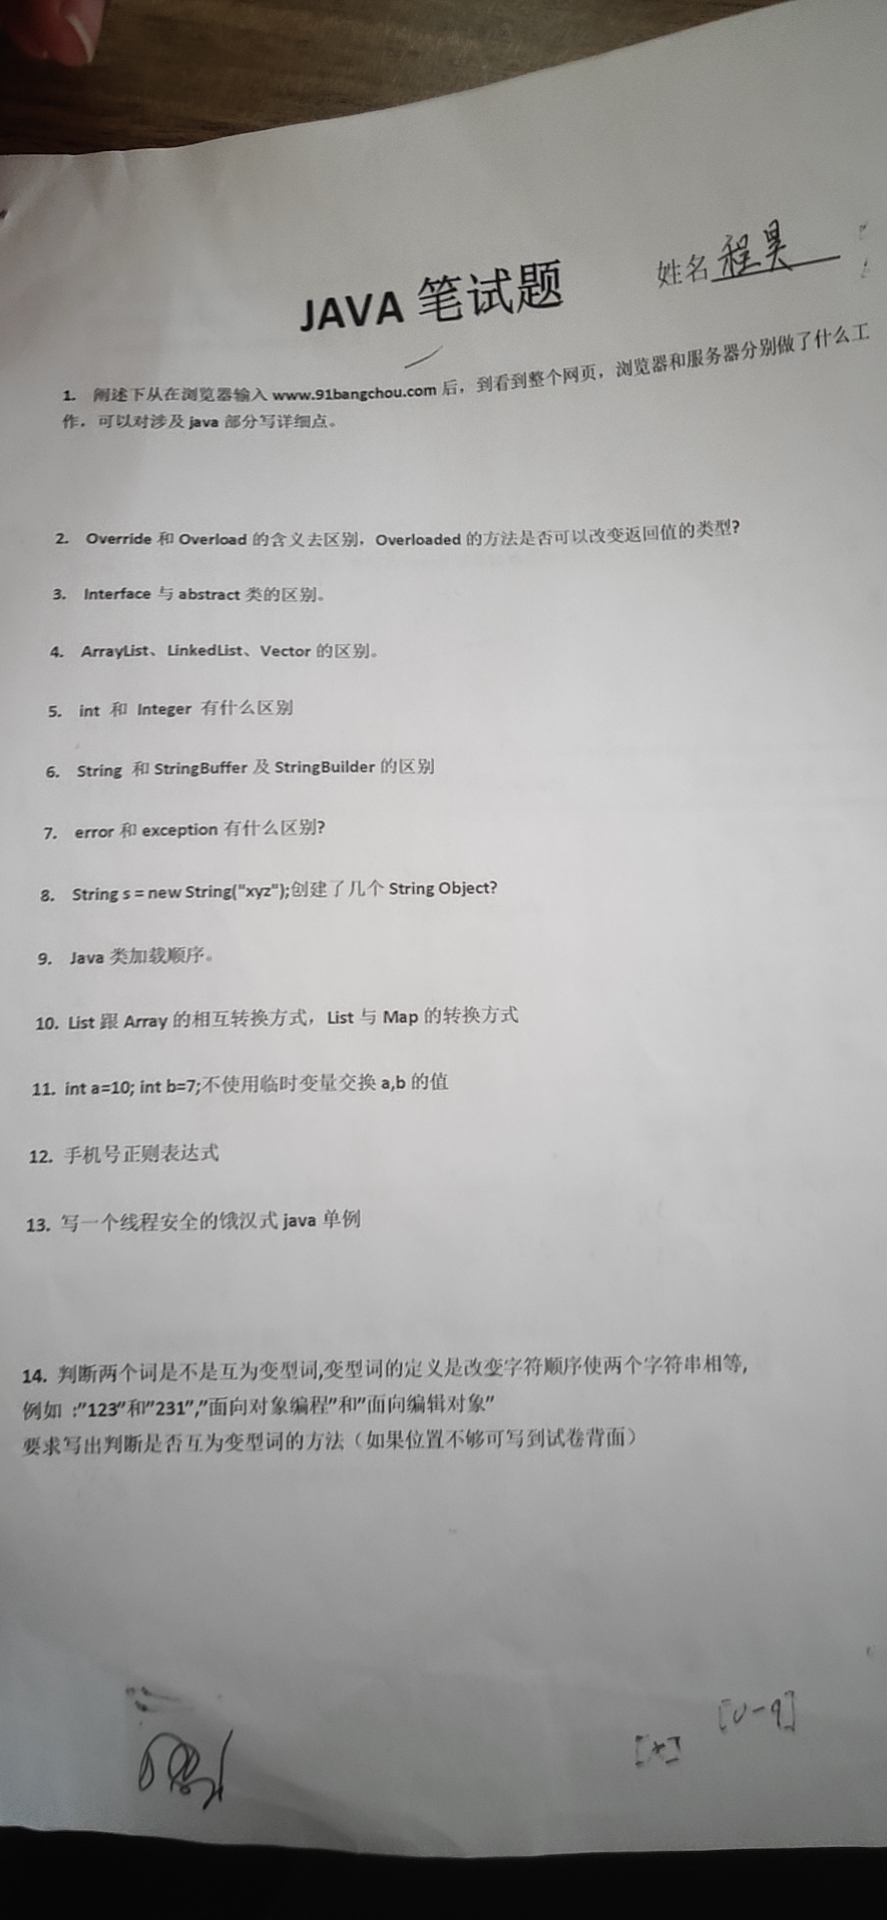 姓名 程昊
JAVA 笔试题
1. 阐述下从在浏览器输入 www.91bangchou.com 后，到看到整个网页，浏览器和服务器分别做了什么工
作，可以对涉及 java 部分写详细点。
2. Override 和 Overload 的含义去区别，Overloaded 的方法是否可以改变返回值的类型?
3. Interface 与 abstract 类的区别。
4. ArrayList、LinkedList、Vector 的区别。
5. int 和 Integer 有什么区别
6. String 和 StringBuffer 及 StringBuilder 的区别
7. error 和 exception 有什么区别?
8. String s = new String("xyz");创建了几个 String Object?
9. Java 类加载顺序。
10. List 跟 Array 的相互转换方式，List 与 Map 的转换方式
11. int a=10; int b=7;不使用临时变量交换 a,b 的值
12. 手机号正则表达式
13. 写一个线程安全的饿汉式 java 单例
14. 判断两个词是不是互为变型词,变型词的定义是改变字符顺序使两个字符串相等,
例如 :"123"和"231","面向对象编程"和"面向编辑对象"
要求写出判断是否互为变型词的方法（如果位置不够可写到试卷背面）
[0-9]